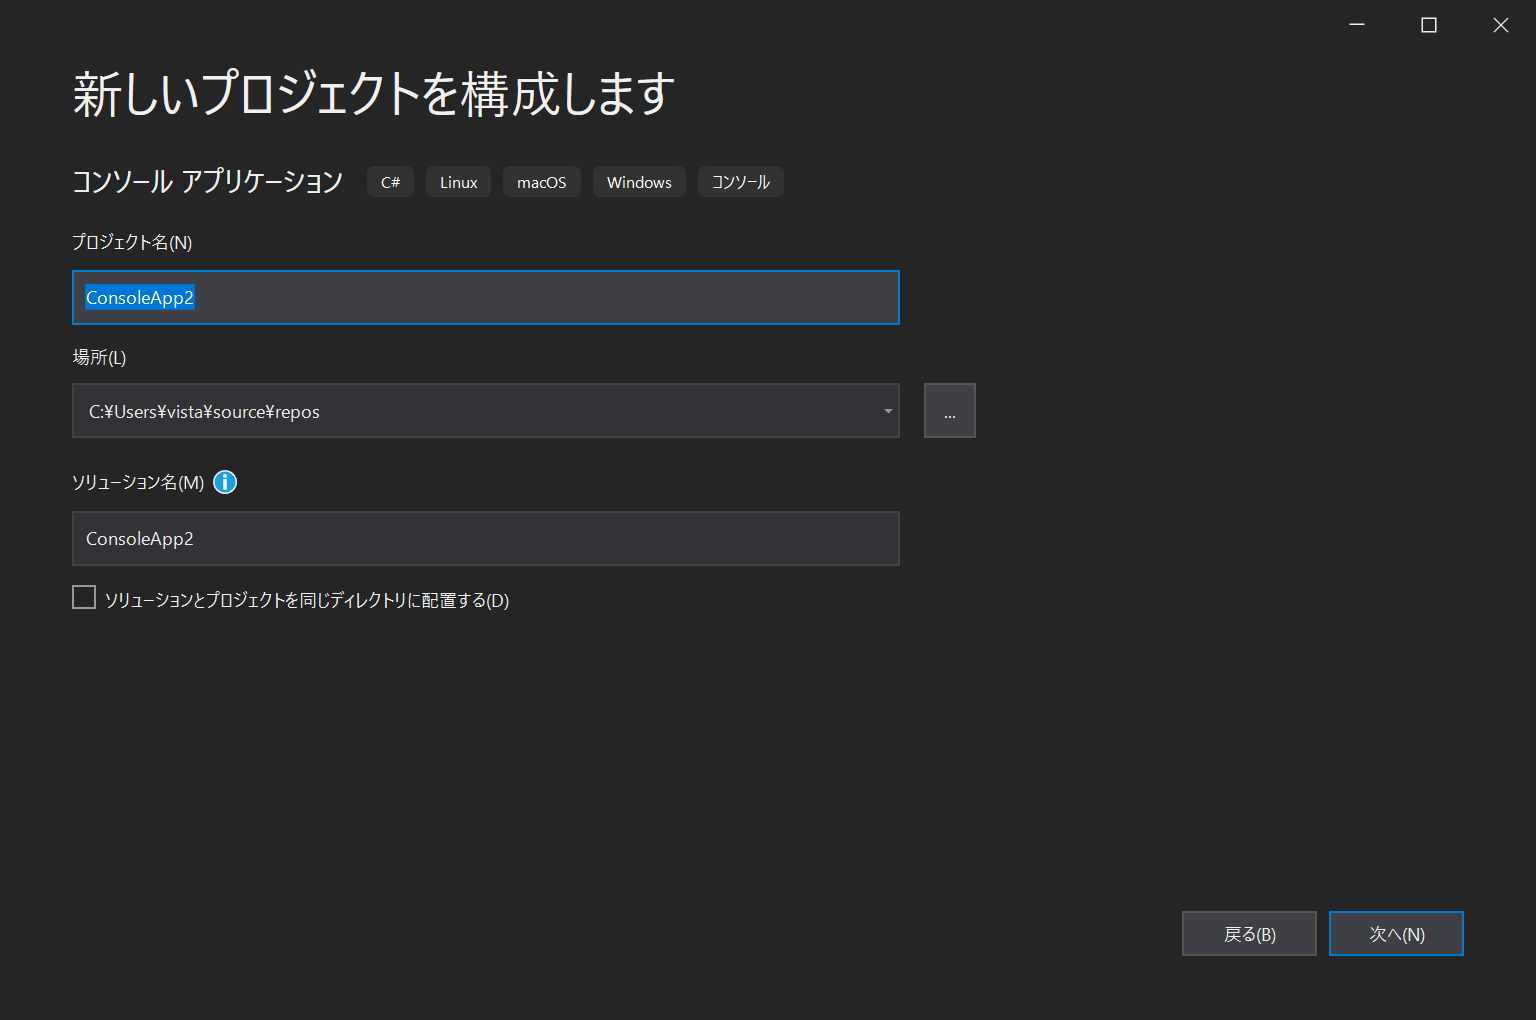 新しいプロジェクトを構成します
コンソール アプリケーション C# Linux macOS Windows コンソール
プロジェクト名(N)
ConsoleApp2
場所(L)
C:¥Users¥vista¥source¥repos
...
ソリューション名(M)
ConsoleApp2
ソリューションとプロジェクトを同じディレクトリに配置する(D)
戻る(B) 次へ(N)